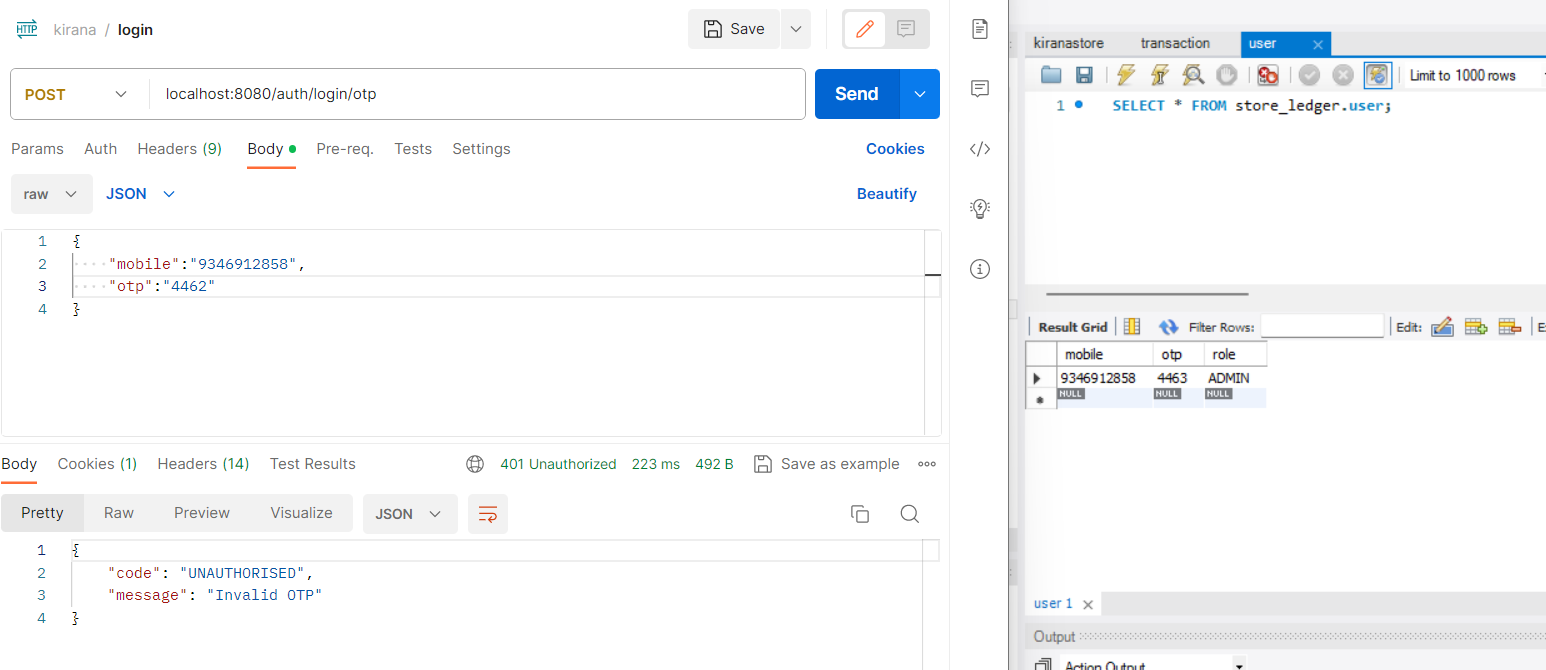 HTTP kirana / login
Save
POST
localhost:8080/auth/login/otp
Send
Params Auth Headers (9) Body Pre-req. Tests Settings
Cookies
raw JSON
Beautify
1 {
2 "mobile":"9346912858",
3 "otp":"4462"
4 }
Body Cookies (1) Headers (14) Test Results
401 Unauthorized 223 ms 492 B Save as example
Pretty Raw Preview Visualize JSON
1 {
2 "code": "UNAUTHORISED",
3 "message": "Invalid OTP"
4 }
kiranastore transaction user
Limit to 1000 rows
1 SELECT * FROM store_ledger.user;
Result Grid Filter Rows: Edit:
mobile otp role
9346912858 4463 ADMIN
NULL NULL NULL
user 1
Output
Action Output